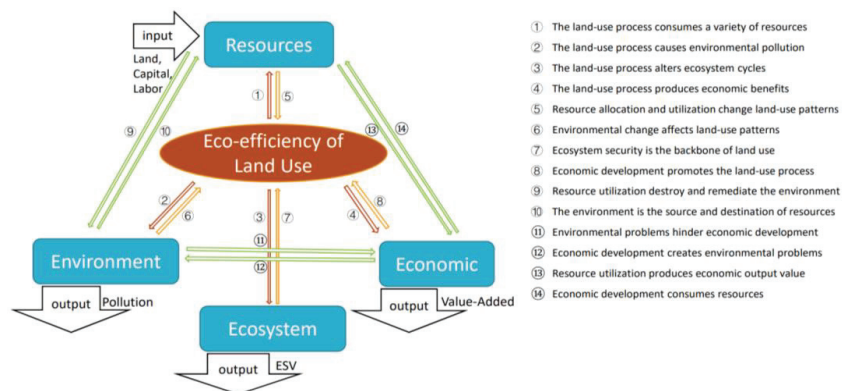 input
Resources
Land,
Capital,
Labor
① ⑤
⑨ ⑩ ⑬ ⑭
Eco-efficiency of
Land Use
② ⑥ ③ ⑦ ④ ⑧
⑪
⑫
Environment
Economic
output Pollution
output Value-Added
Ecosystem
output ESV
① The land-use process consumes a variety of resources
② The land-use process causes environmental pollution
③ The land-use process alters ecosystem cycles
④ The land-use process produces economic benefits
⑤ Resource allocation and utilization change land-use patterns
⑥ Environmental change affects land-use patterns
⑦ Ecosystem security is the backbone of land use
⑧ Economic development promotes the land-use process
⑨ Resource utilization destroy and remediate the environment
⑩ The environment is the source and destination of resources
⑪ Environmental problems hinder economic development
⑫ Economic development creates environmental problems
⑬ Resource utilization produces economic output value
⑭ Economic development consumes resources